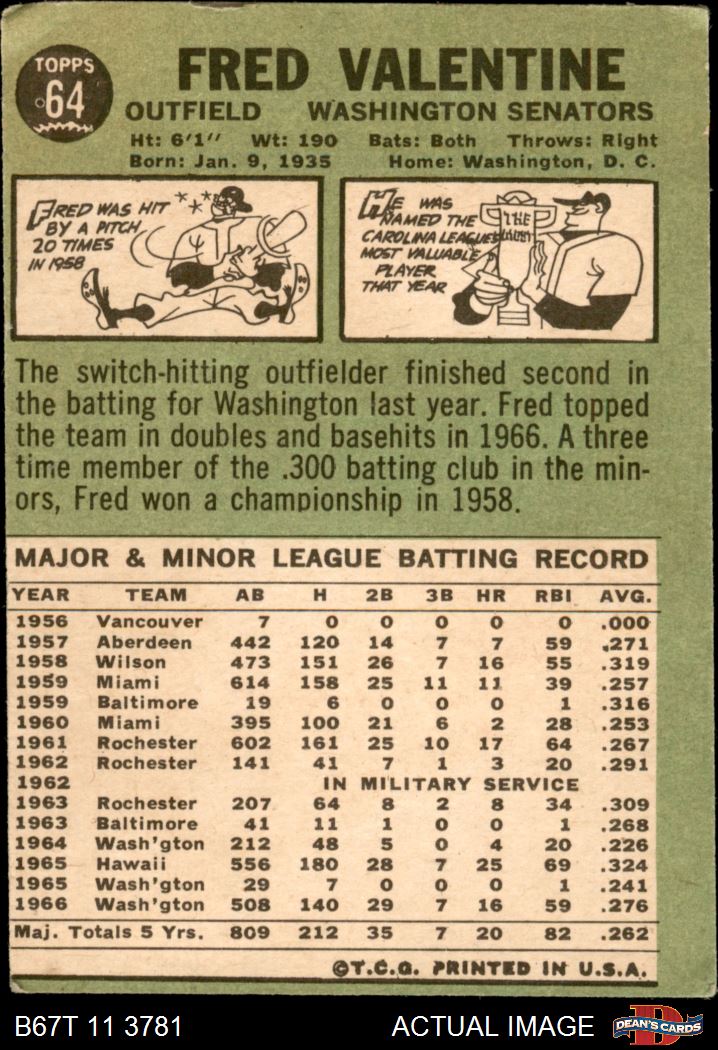 TOPPS
64
FRED VALENTINE
OUTFIELD WASHINGTON SENATORS
Ht: 6'1" Wt: 190 Bats: Both Throws: Right
Born: Jan. 9, 1935 Home: Washington, D. C.
FRED WAS HIT
BY A PITCH
20 TIMES
IN 1958
HE WAS
NAMED THE
CAROLINA LEAGUE'S
MOST VALUABLE
PLAYER
THAT YEAR
THE
MOST
The switch-hitting outfielder finished second in
the batting for Washington last year. Fred topped
the team in doubles and basehits in 1966. A three
time member of the .300 batting club in the min-
ors, Fred won a championship in 1958.
MAJOR & MINOR LEAGUE BATTING RECORD
YEAR TEAM AB H 2B 3B HR RBI AVG.
1956 Vancouver 7 0 0 0 0 0 .000
1957 Aberdeen 442 120 14 7 7 59 .271
1958 Wilson 473 151 26 7 16 55 .319
1959 Miami 614 158 25 11 11 39 .257
1959 Baltimore 19 6 0 0 0 1 .316
1960 Miami 395 100 21 6 2 28 .253
1961 Rochester 602 161 25 10 17 64 .267
1962 Rochester 141 41 7 1 3 20 .291
1962 IN MILITARY SERVICE
1963 Rochester 207 64 8 2 8 34 .309
1963 Baltimore 41 11 1 0 0 1 .268
1964 Wash'gton 212 48 5 0 4 20 .226
1965 Hawaii 556 180 28 7 25 69 .324
1965 Wash'gton 29 7 0 0 0 1 .241
1966 Wash'gton 508 140 29 7 16 59 .276
Maj. Totals 5 Yrs. 809 212 35 7 20 82 .262
©T.C.G. PRINTED IN U.S.A.
B67T 11 3781 ACTUAL IMAGE DEAN'S CARDS